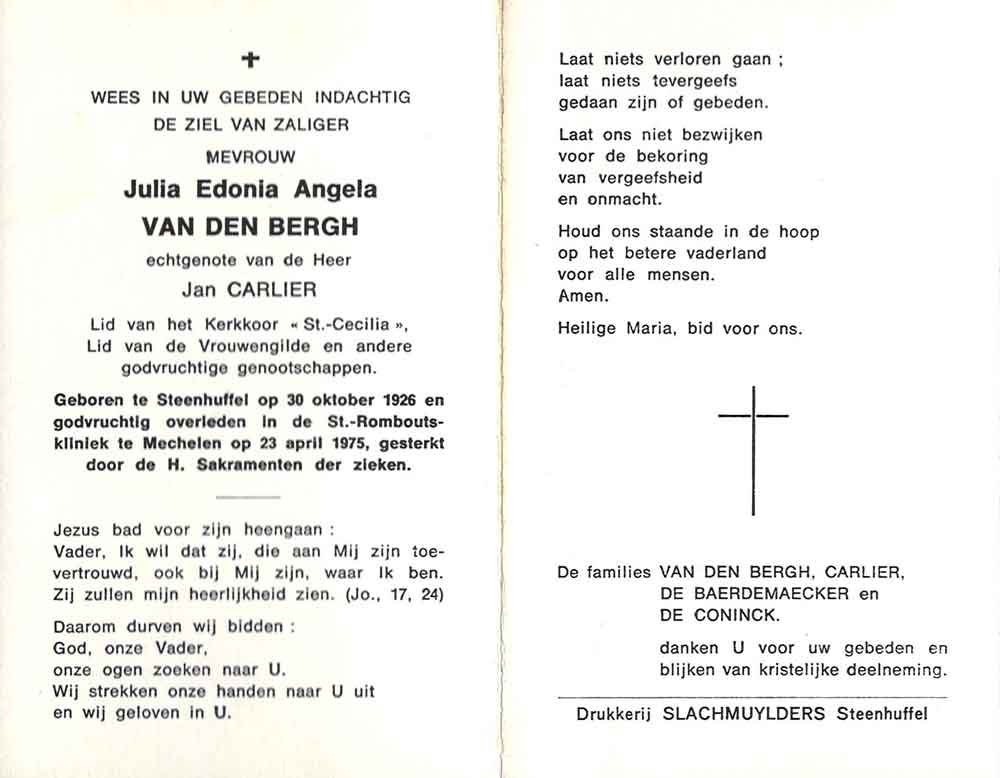 WEES IN UW GEBEDEN INDACHTIG
DE ZIEL VAN ZALIGER
MEVROUW
Julia Edonia Angela
VAN DEN BERGH
echtgenote van de Heer
Jan CARLIER
Lid van het Kerkkoor « St.-Cecilia »,
Lid van de Vrouwengilde en andere
godvruchtige genootschappen.
Geboren te Steenhuffel op 30 oktober 1926 en
godvruchtig overleden in de St.-Rombouts-
kliniek te Mechelen op 23 april 1975, gesterkt
door de H. Sakramenten der zieken.
Jezus bad voor zijn heengaan :
Vader, Ik wil dat zij, die aan Mij zijn toe-
vertrouwd, ook bij Mij zijn, waar Ik ben.
Zij zullen mijn heerlijkheid zien. (Jo., 17, 24)
Daarom durven wij bidden :
God, onze Vader,
onze ogen zoeken naar U.
Wij strekken onze handen naar U uit
en wij geloven in U.
Laat niets verloren gaan ;
laat niets tevergeefs
gedaan zijn of gebeden.
Laat ons niet bezwijken
voor de bekoring
van vergeefsheid
en onmacht.
Houd ons staande in de hoop
op het betere vaderland
voor alle mensen.
Amen.
Heilige Maria, bid voor ons.
De families VAN DEN BERGH, CARLIER,
DE BAERDEMAECKER en
DE CONINCK.
danken U voor uw gebeden en
blijken van kristelijke deelneming.
Drukkerij SLACHMUYLDERS Steenhuffel